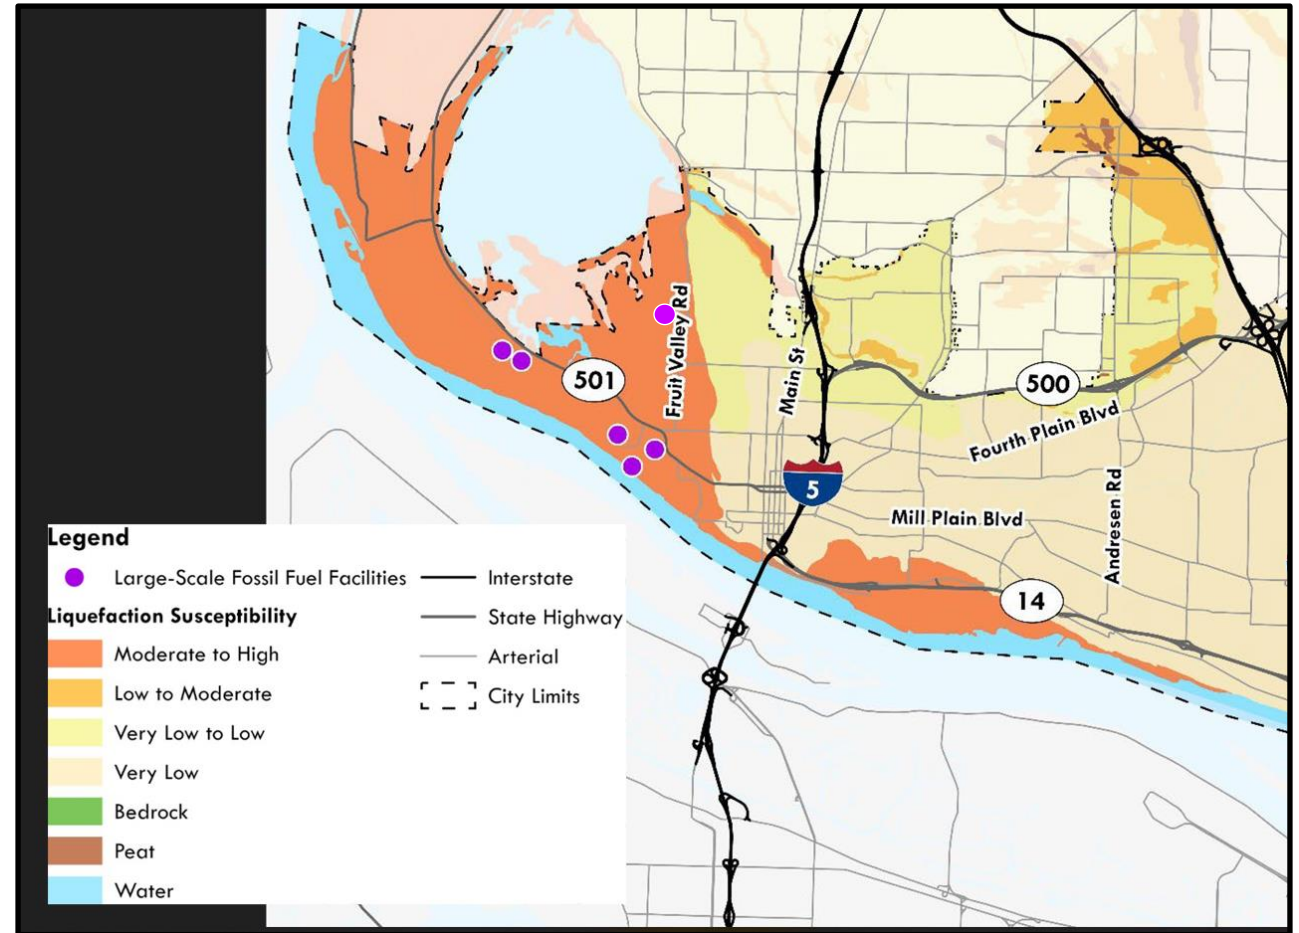 Fruit Valley Rd
Main St
501
500
Fourth Plain Blvd
5
Mill Plain Blvd
Andresen Rd
14
Legend
Large-Scale Fossil Fuel Facilities
Interstate
Liquefaction Susceptibility
State Highway
Moderate to High
Arterial
Low to Moderate
City Limits
Very Low to Low
Very Low
Bedrock
Peat
Water